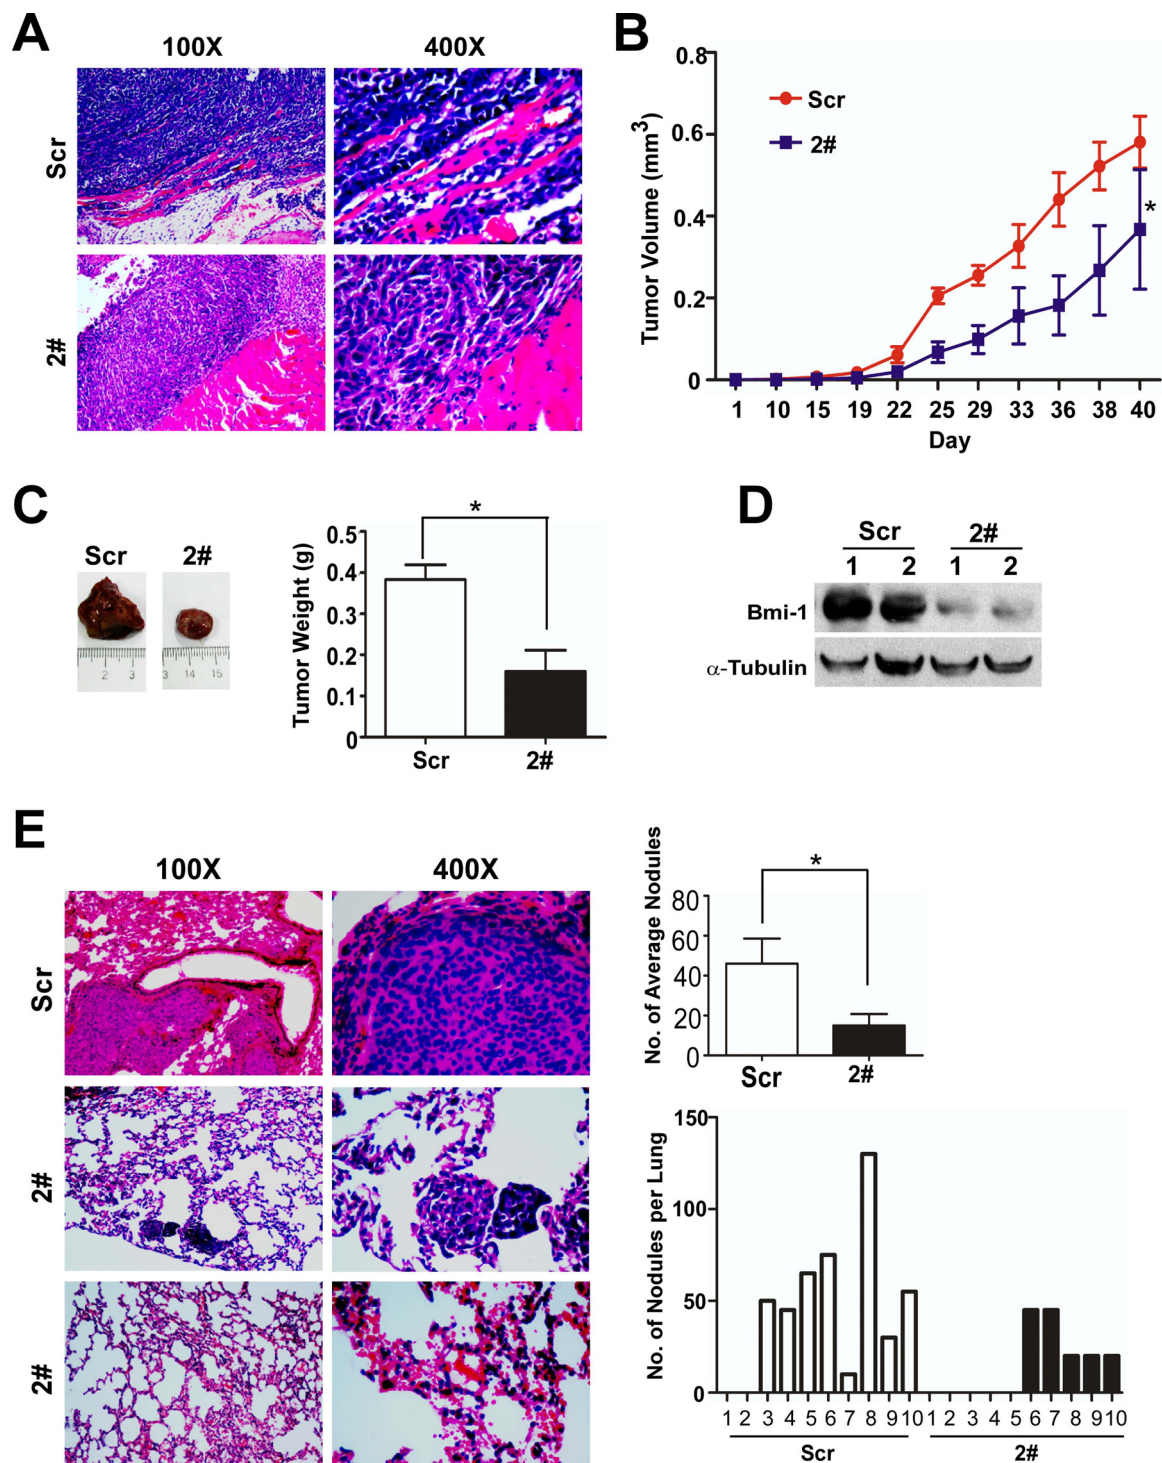 A
100X 400X
Scr
2#
B
Tumor Volume (mm3)
0.8
0.6
0.4
0.2
0
Scr
2#
*
1 10 15 19 22 25 29 33 36 38 40
Day
C
Scr 2#
2 3
3 14 15
Tumor Weight (g)
0.5
0.4
0.3
0.2
0.1
0
*
Scr 2#
D
Scr 2#
1 2 1 2
Bmi-1
α-Tubulin
E
100X 400X
Scr
2#
2#
No. of Average Nodules
80
60
40
20
0
*
Scr 2#
No. of Nodules per Lung
150
100
50
0
1 2 3 4 5 6 7 8 9 10 1 2 3 4 5 6 7 8 9 10
Scr 2#